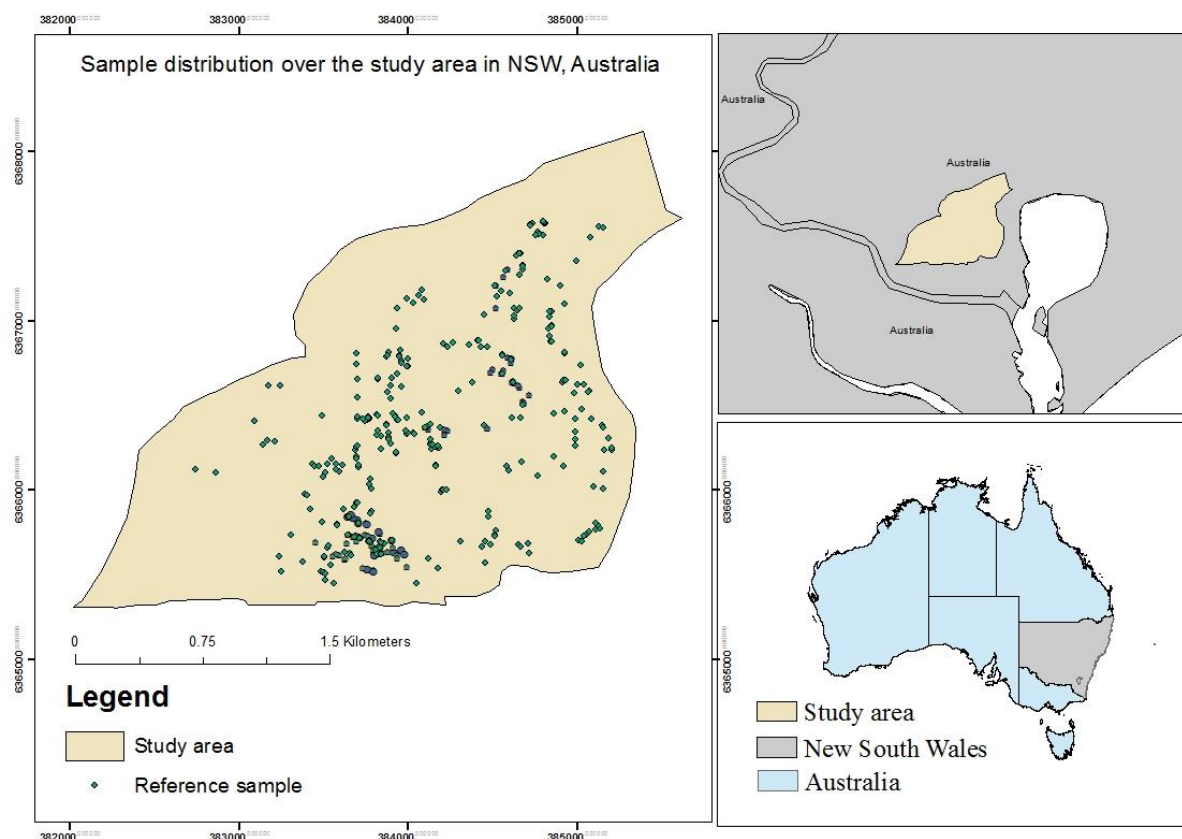 382000 383000 384000 385000
Sample distribution over the study area in NSW, Australia
6368000
6367000
6366000
6365000
0 0.75 1.5 Kilometers
Legend
Study area
Reference sample
382000 383000 384000 385000
Australia
Australia
Australia
6368000
6367000
6366000
6365000
Study area
New South Wales
Australia